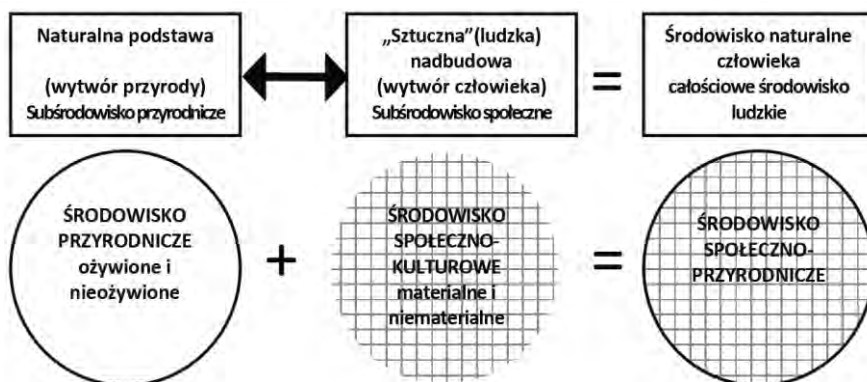 Naturalna podstawa
(wytwór przyrody)
Subśrodowisko przyrodnicze
„Sztuczna”(ludzka)
nadbudowa
(wytwór człowieka)
Subśrodowisko społeczne
=
Środowisko naturalne
człowieka
całościowe środowisko
ludzkie
ŚRODOWISKO
PRZYRODNICZE
ożywione i
nieożywione
+
ŚRODOWISKO
SPOŁECZNO-
KULTUROWE
materialne i
niematerialne
=
ŚRODOWISKO
SPOŁECZNO-
PRZYRODNICZE